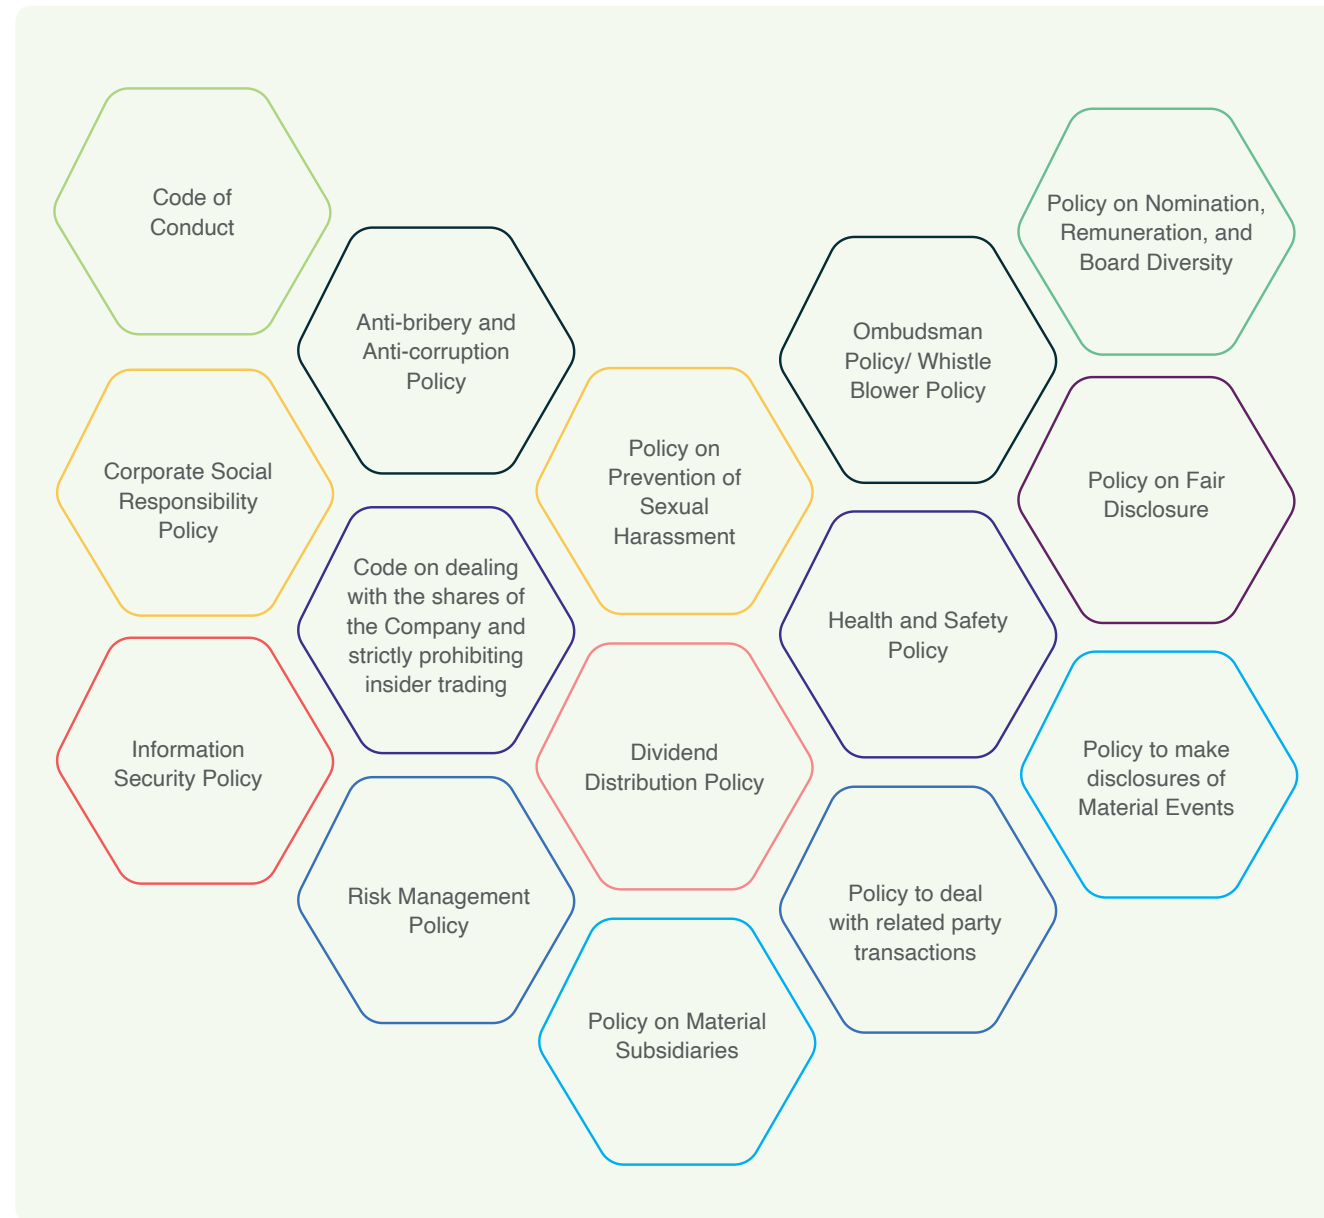 Code of
Conduct
Policy on Nomination,
Remuneration, and
Board Diversity
Anti-bribery and
Anti-corruption
Policy
Ombudsman
Policy/ Whistle
Blower Policy
Corporate Social
Responsibility
Policy
Policy on
Prevention of
Sexual
Harassment
Policy on Fair
Disclosure
Code on dealing
with the shares of
the Company and
strictly prohibiting
insider trading
Health and Safety
Policy
Information
Security Policy
Dividend
Distribution Policy
Policy to make
disclosures of
Material Events
Risk Management
Policy
Policy to deal
with related party
transactions
Policy on Material
Subsidiaries